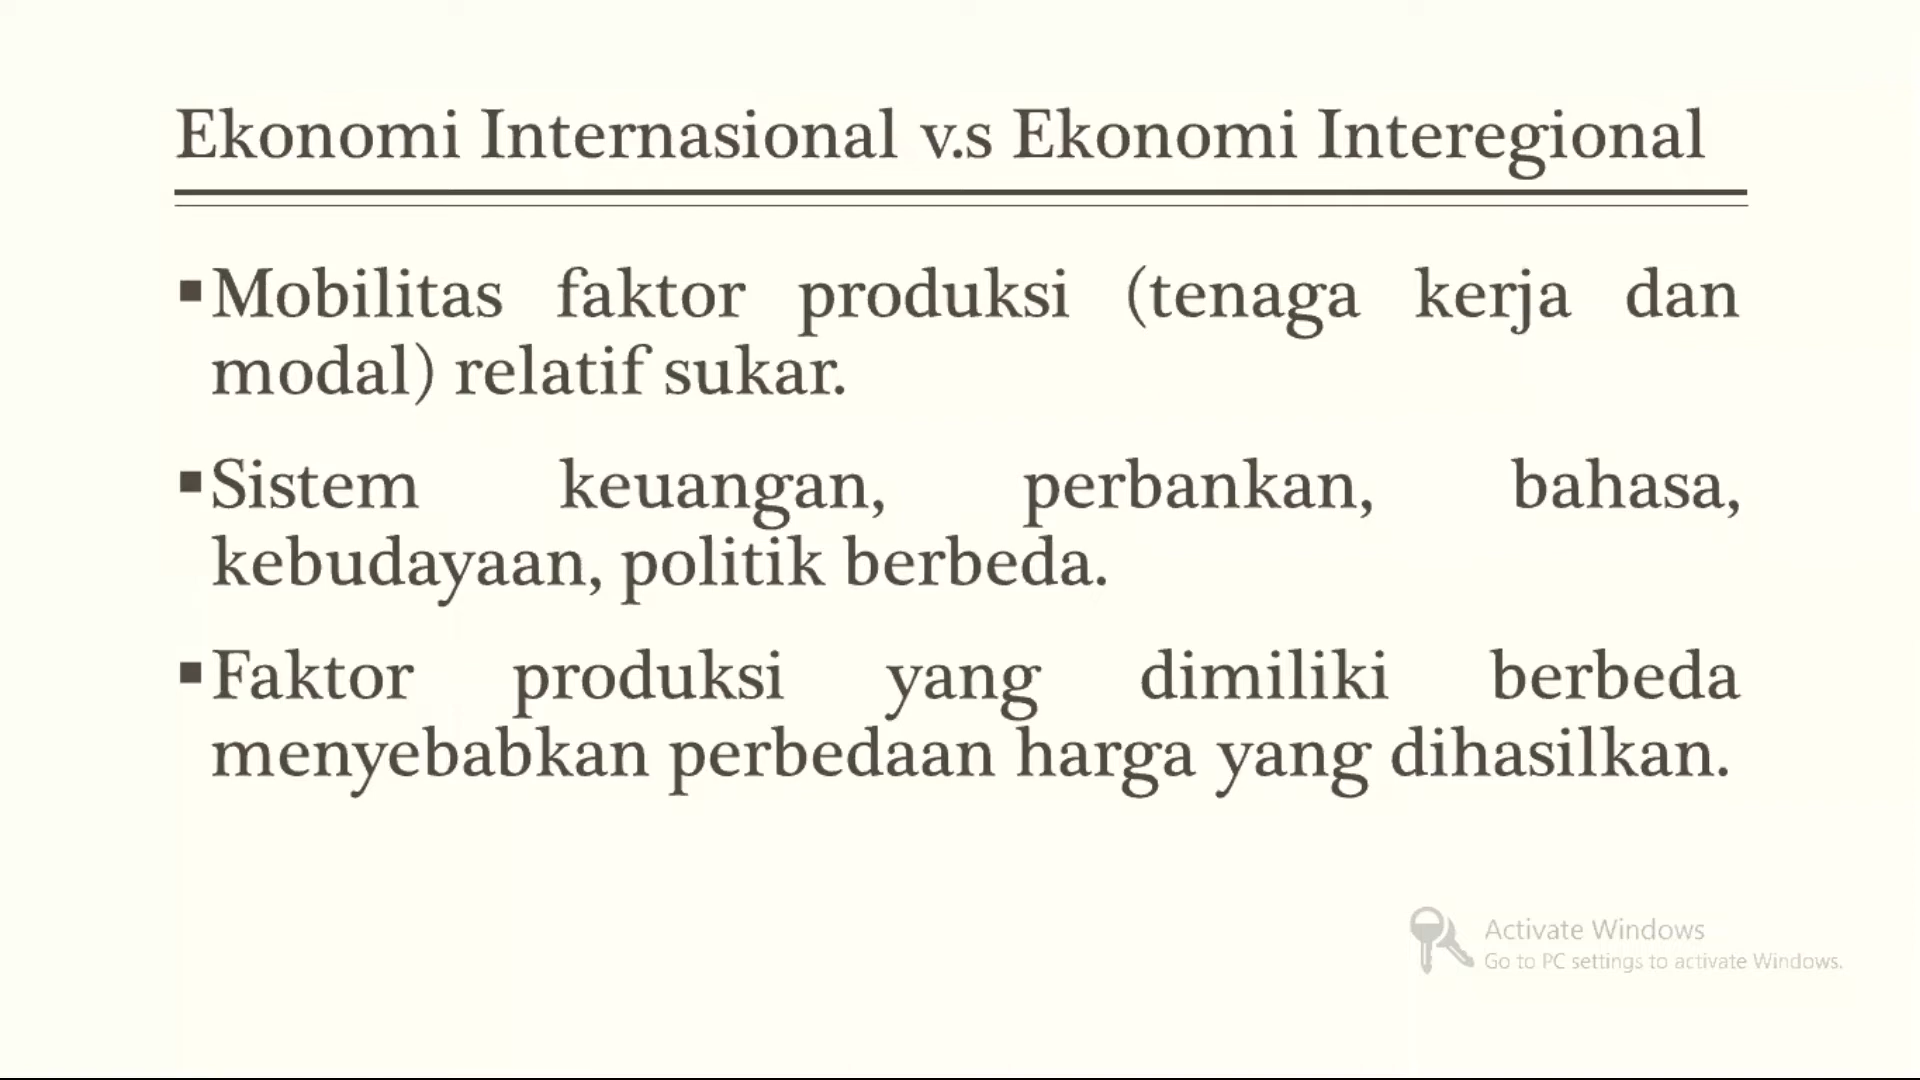 Ekonomi Internasional v.s Ekonomi Interegional
▪Mobilitas faktor produksi (tenaga kerja dan
modal) relatif sukar.
▪Sistem keuangan, perbankan, bahasa,
kebudayaan, politik berbeda.
▪Faktor produksi yang dimiliki berbeda
menyebabkan perbedaan harga yang dihasilkan.
Activate Windows
Go to PC settings to activate Windows.